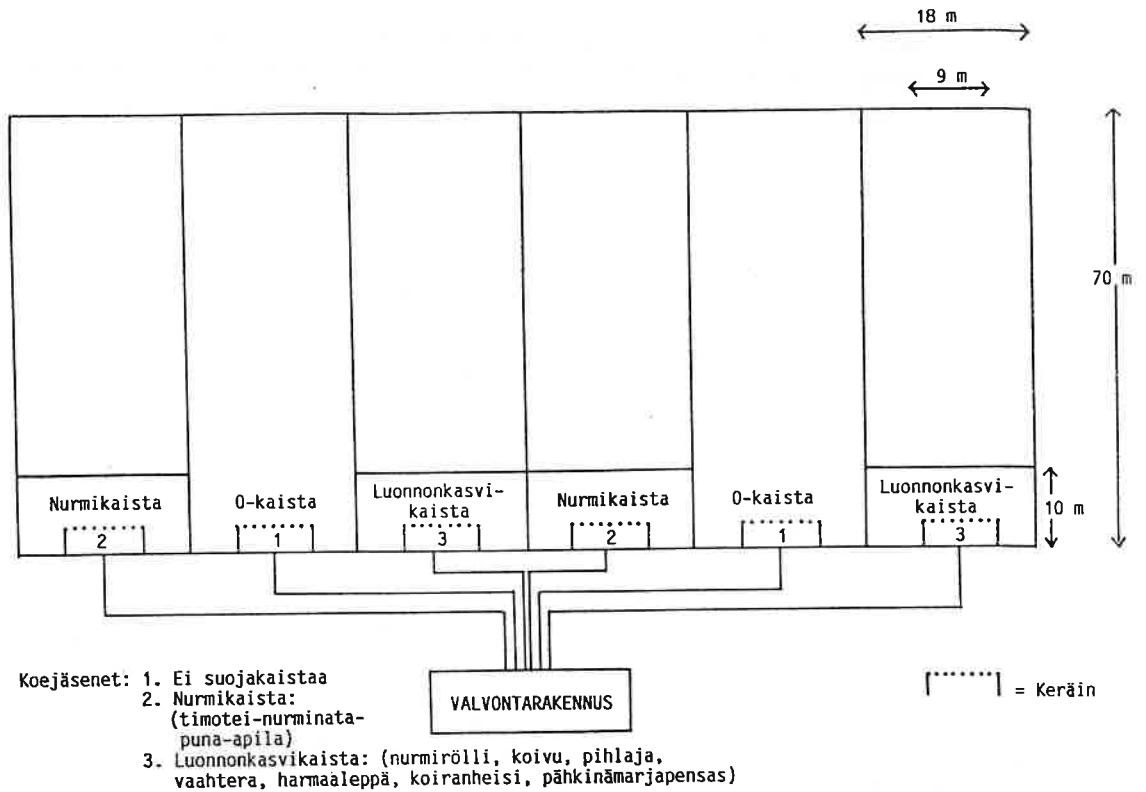 18 m
9 m
70 m
Nurmikaista
O-kaista
Luonnonkasvi-
kaista
Nurmikaista
O-kaista
Luonnonkasvi-
kaista
10 m
2
1
3
2
1
3
VALVONTARAKENNUS
= Keräin
Koejäsenet: 1. Ei suojakaistaa
2. Nurmikaista:
(timotei-nurminata-
puna-apila)
3. Luonnonkasvikaista: (nurmirölli, koivu, pihlaja,
vaahtera, harmaaleppä, koiranheisi, pähkinämarjapensas)